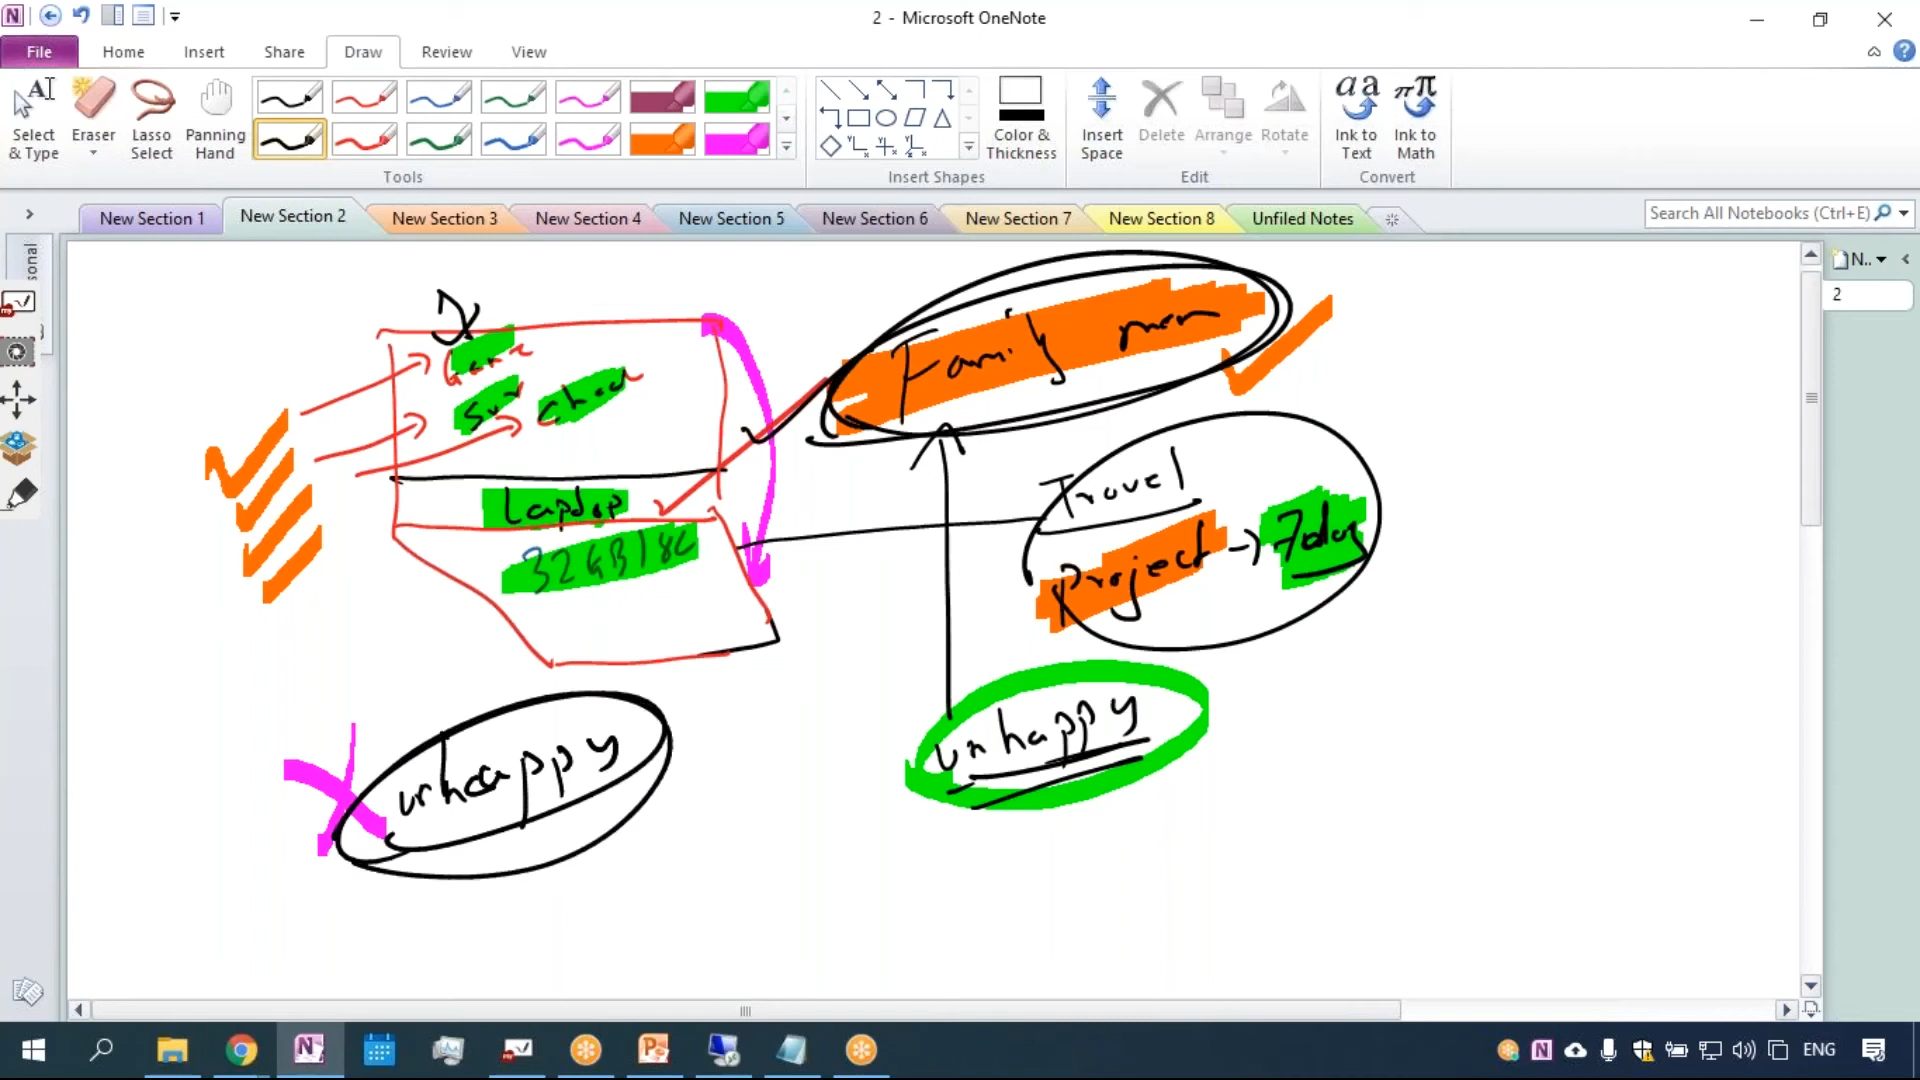 2 - Microsoft OneNote
File Home Insert Share Draw Review View
Select & Type
Eraser
Lasso Select
Panning Hand
Color & Thickness
Insert Space
Delete
Arrange
Rotate
Ink to Text
Ink to Math
Tools
Insert Shapes
Edit
Convert
New Section 1 New Section 2 New Section 3 New Section 4 New Section 5 New Section 6 New Section 7 New Section 8 Unfiled Notes
Search All Notebooks (Ctrl+E)
sonal
N..
2
Family
Travel
Laptop
32GB
Project → 7day
unhappy
unhappy
ENG